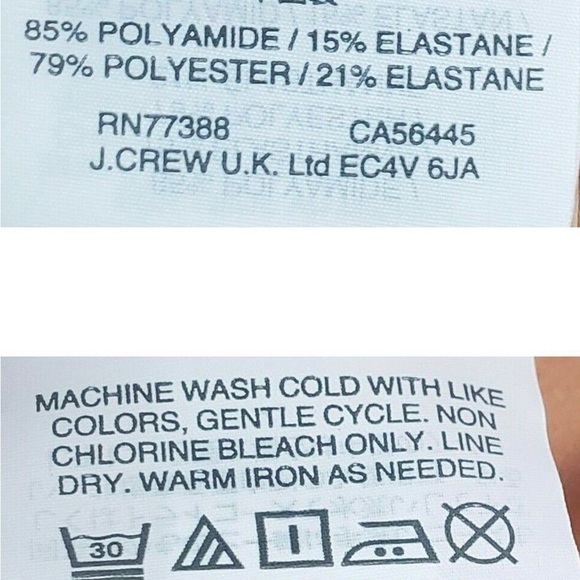 85% POLYAMIDE / 15% ELASTANE /
79% POLYESTER / 21% ELASTANE
RN77388 CA56445
J.CREW U.K. Ltd EC4V 6JA
MACHINE WASH COLD WITH LIKE
COLORS, GENTLE CYCLE. NON
CHLORINE BLEACH ONLY. LINE
DRY. WARM IRON AS NEEDED.
30